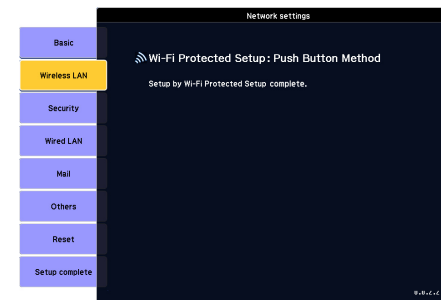 Network settings
Basic
Wireless LAN
Security
Wired LAN
Mail
Others
Reset
Setup complete
Wi-Fi Protected Setup: Push Button Method
Setup by Wi-Fi Protected Setup complete.